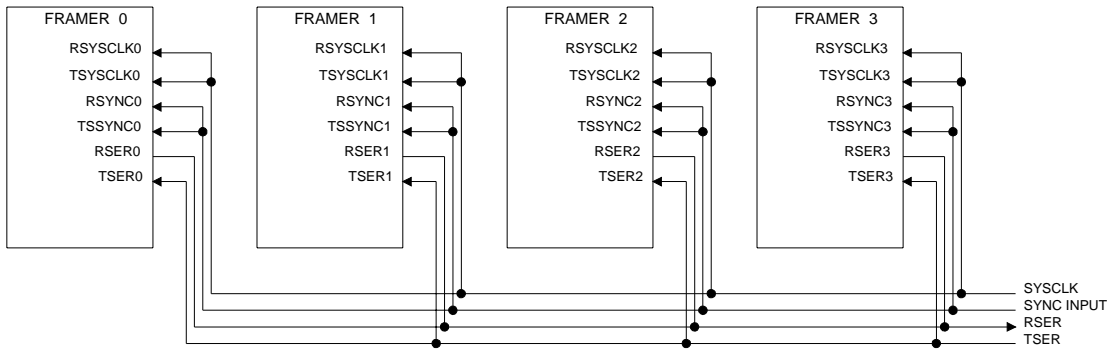 FRAMER 0
RSYSCLK0
TSYSCLK0
RSYNC0
TSSYNC0
RSER0
TSER0
FRAMER 1
RSYSCLK1
TSYSCLK1
RSYNC1
TSSYNC1
RSER1
TSER1
FRAMER 2
RSYSCLK2
TSYSCLK2
RSYNC2
TSSYNC2
RSER2
TSER2
FRAMER 3
RSYSCLK3
TSYSCLK3
RSYNC3
TSSYNC3
RSER3
TSER3
SYSCLK
SYNC INPUT
RSER
TSER